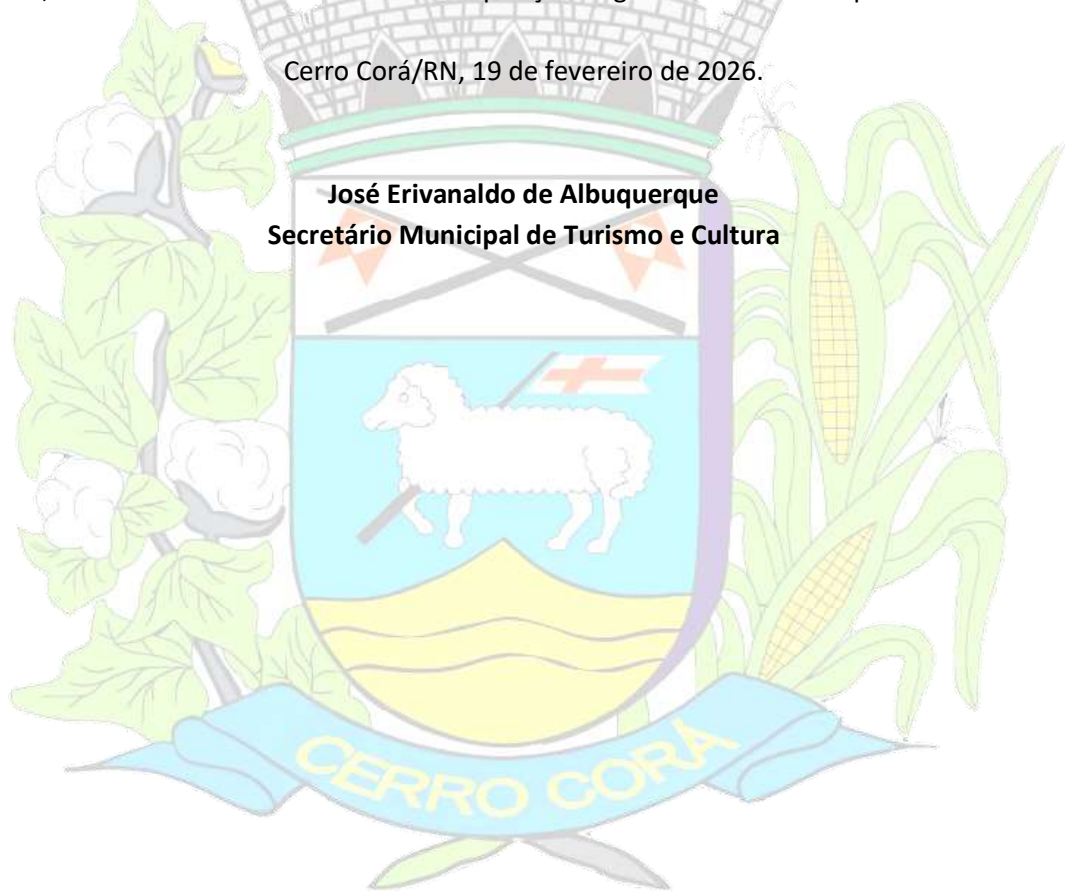 Cerro Corá/RN, 19 de fevereiro de 2026.
José Erivanaldo de Albuquerque
Secretário Municipal de Turismo e Cultura
CERRO CORÁ